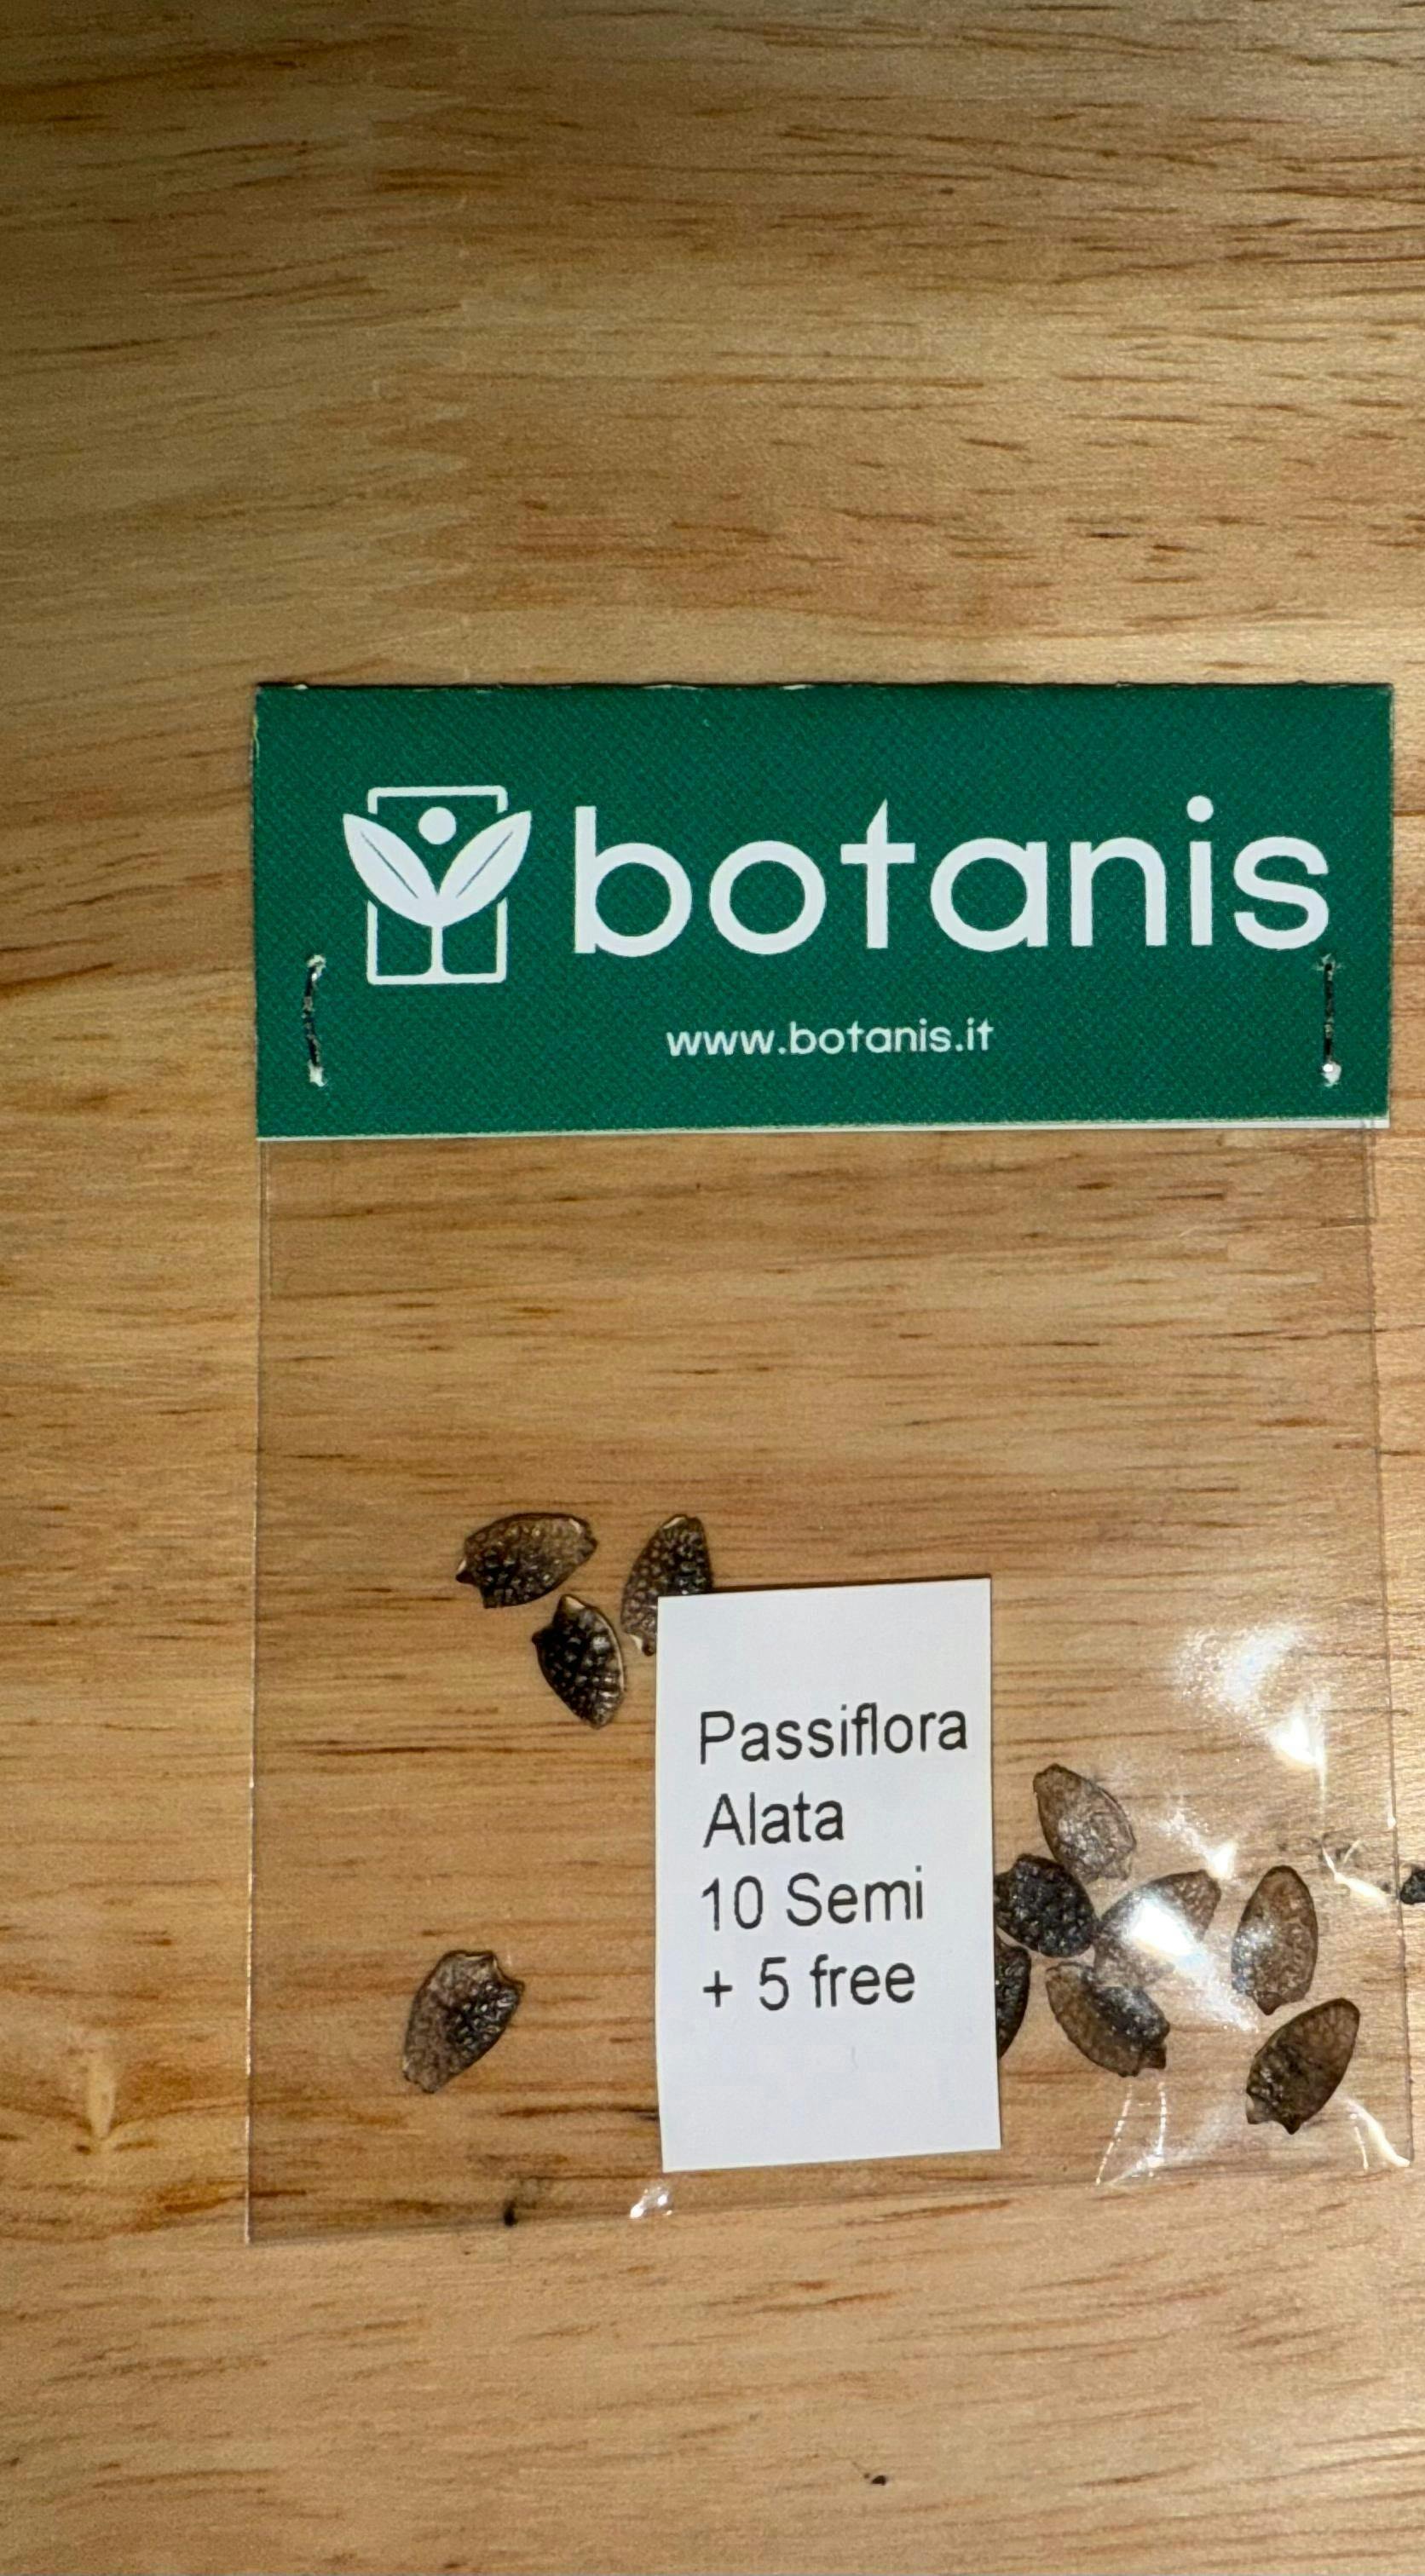 botanis
www.botanis.it
Passiflora
Alata
10 Semi
+ 5 free